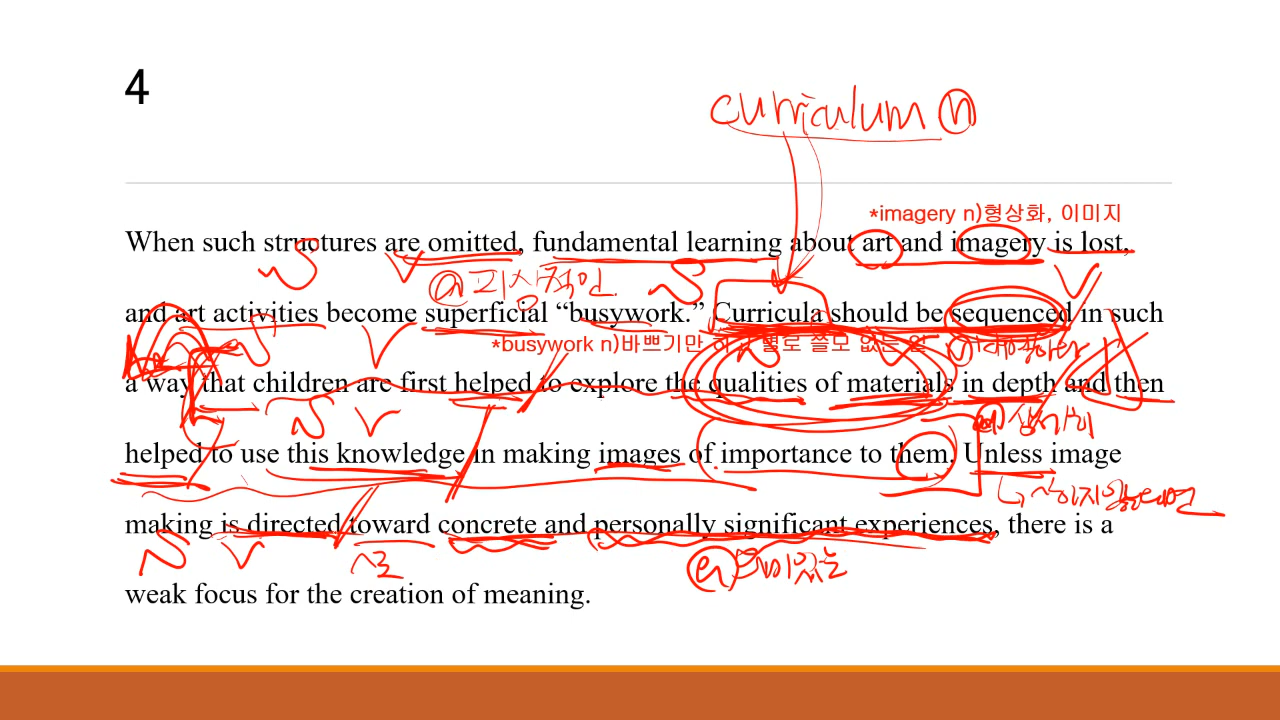 4
curriculum n
*imagery n)형상화, 이미지
When such structures are omitted, fundamental learning about art and imagery is lost,
S V a 피상적인 S V
and art activities become superficial “busywork.” Curricula should be sequenced in such
S V *busywork n)바쁘기만 하고 별로 쓸모 없는 일 S V
a way that children are first helped to explore the qualities of materials in depth and then
S V
helped to use this knowledge in making images of importance to them. Unless image
하지않는다면
making is directed toward concrete and personally significant experiences, there is a
S V 의미있는
weak focus for the creation of meaning.